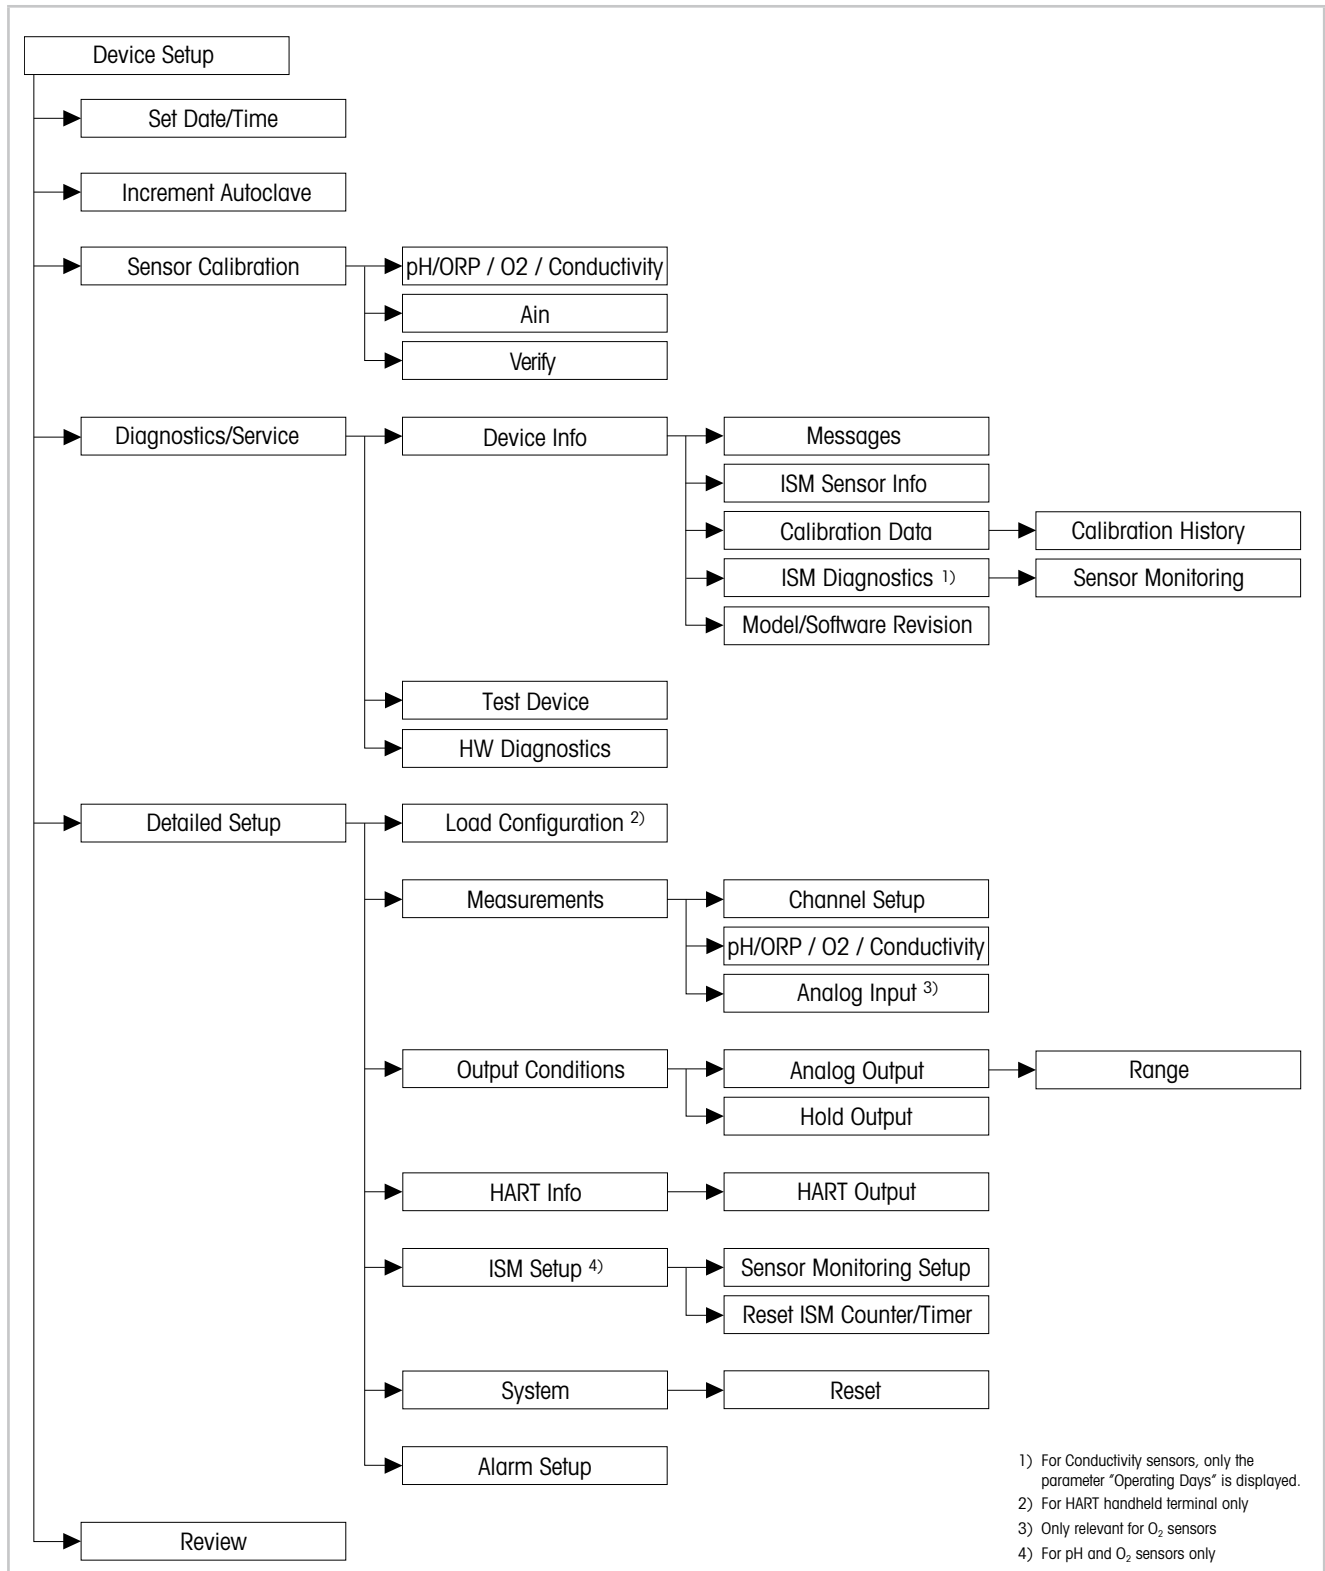 Device Setup
Set Date/Time
Increment Autoclave
Sensor Calibration
pH/ORP / O2 / Conductivity
Ain
Verify
Diagnostics/Service
Device Info
Messages
ISM Sensor Info
Calibration Data
Calibration History
ISM Diagnostics 1)
Sensor Monitoring
Model/Software Revision
Test Device
HW Diagnostics
Detailed Setup
Load Configuration 2)
Measurements
Channel Setup
pH/ORP / O2 / Conductivity
Analog Input 3)
Output Conditions
Analog Output
Range
Hold Output
HART Info
HART Output
ISM Setup 4)
Sensor Monitoring Setup
Reset ISM Counter/Timer
System
Reset
Alarm Setup
Review
1) For Conductivity sensors, only the
parameter "Operating Days" is displayed.
2) For HART handheld terminal only
3) Only relevant for O₂ sensors
4) For pH and O₂ sensors only